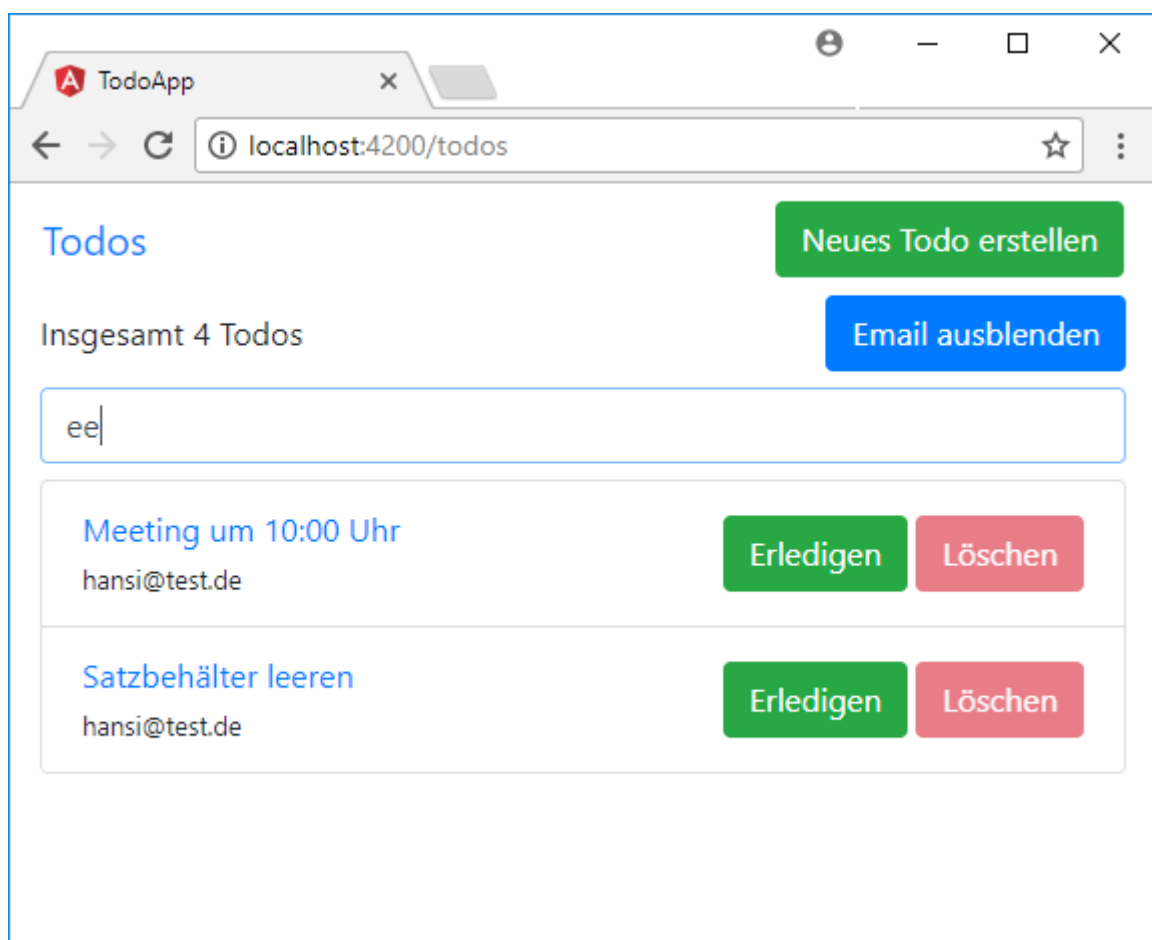 TodoApp
localhost:4200/todos
Todos
Neues Todo erstellen
Insgesamt 4 Todos
Email ausblenden
ee
Meeting um 10:00 Uhr
hansi@test.de
Erledigen
Löschen
Satzbehälter leeren
hansi@test.de
Erledigen
Löschen